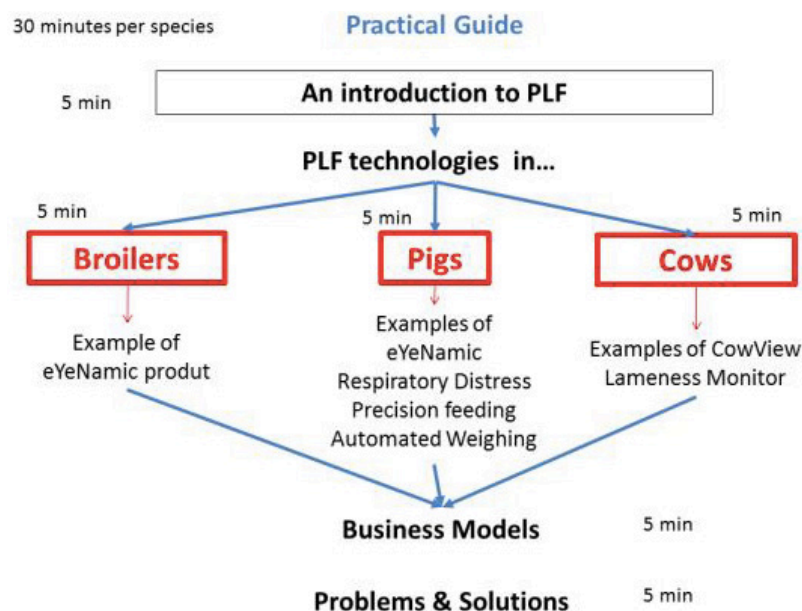 30 minutes per species
Practical Guide
5 min
An introduction to PLF
PLF technologies in...
5 min
5 min
5 min
Broilers
Pigs
Cows
Example of
eYeNamic produt
Examples of
eYeNamic
Respiratory Distress
Precision feeding
Automated Weighing
Examples of CowView
Lameness Monitor
Business Models
5 min
Problems & Solutions
5 min